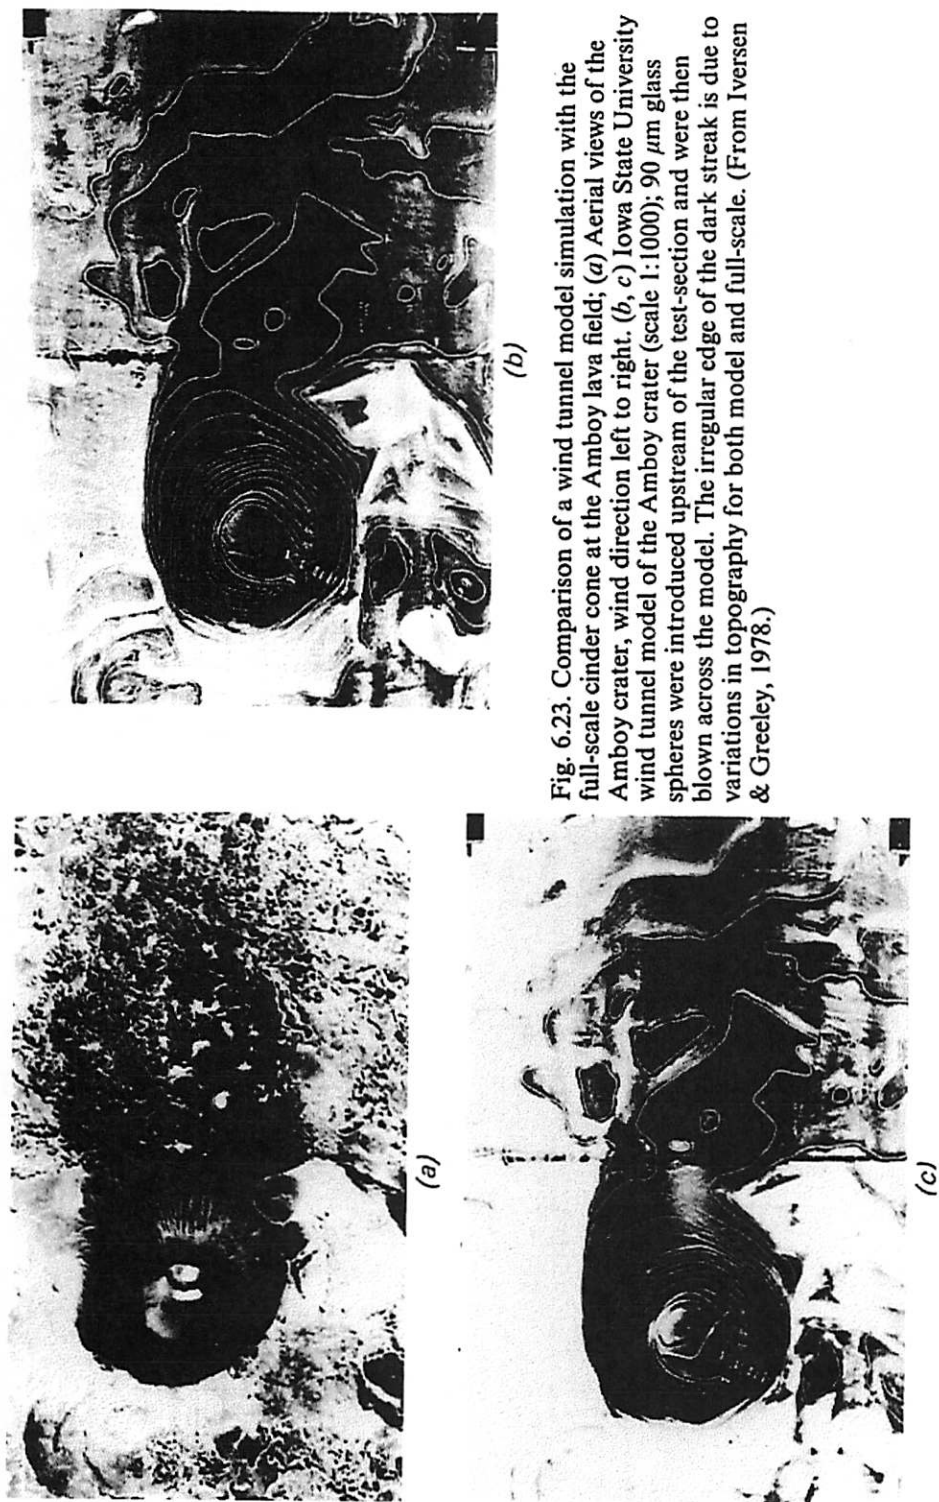 (a)
(b)
(c)
Fig. 6.23. Comparison of a wind tunnel model simulation with the
full-scale cinder cone at the Amboy lava field; (a) Aerial views of the
Amboy crater, wind direction left to right. (b, c) Iowa State University
wind tunnel model of the Amboy crater (scale 1:1000); 90 μm glass
spheres were introduced upstream of the test-section and were then
blown across the model. The irregular edge of the dark streak is due to
variations in topography for both model and full-scale. (From Iversen
& Greeley, 1978.)